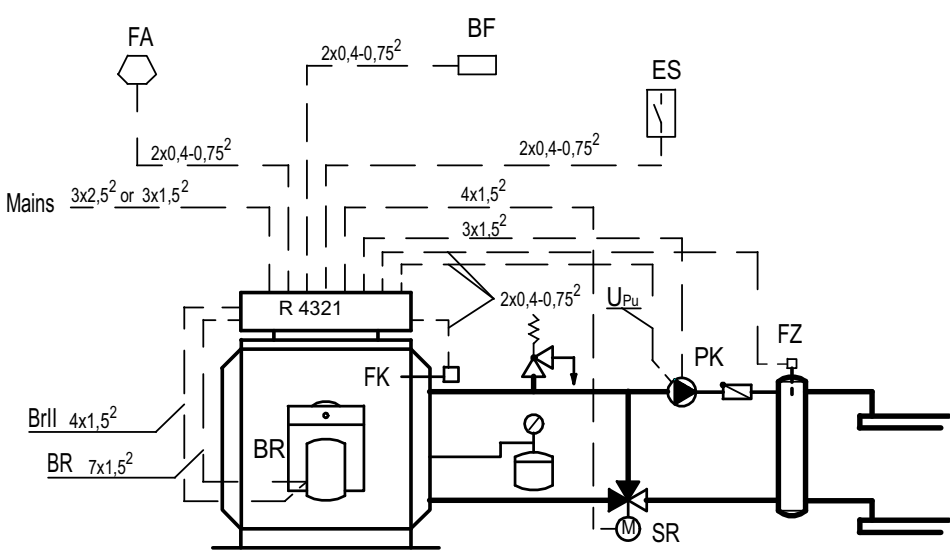 FA
BF
2x0,4-0,75²
ES
2x0,4-0,75²
2x0,4-0,75²
Mains 3x2,5² or 3x1,5²
4x1,5²
3x1,5²
R 4321
2x0,4-0,75²
UPu
FZ
PK
FK
BrII 4x1,5²
BR
BR 7x1,5²
M
SR